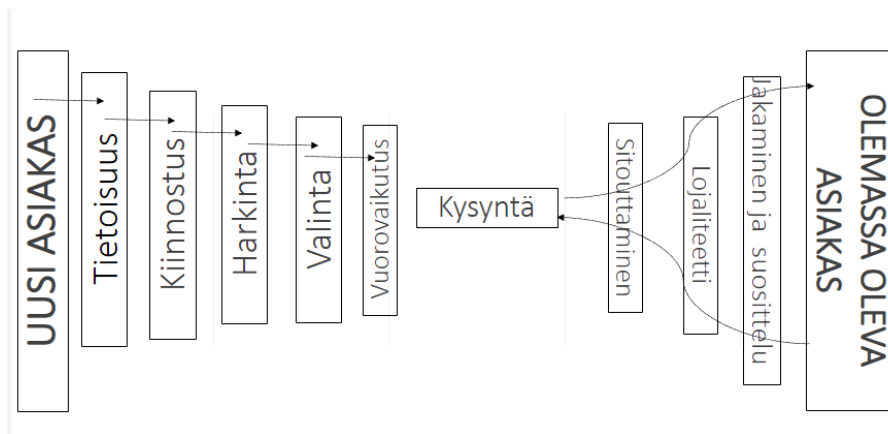 UUSI ASIAKAS
Tietoisuus
Kiinnostus
Harkinta
Valinta
Vuorovaikutus
Kysyntä
Sitouttaminen
Lojaliteetti
Jakaminen ja suosittelu
OLEMASSA OLEVA
ASIAKAS